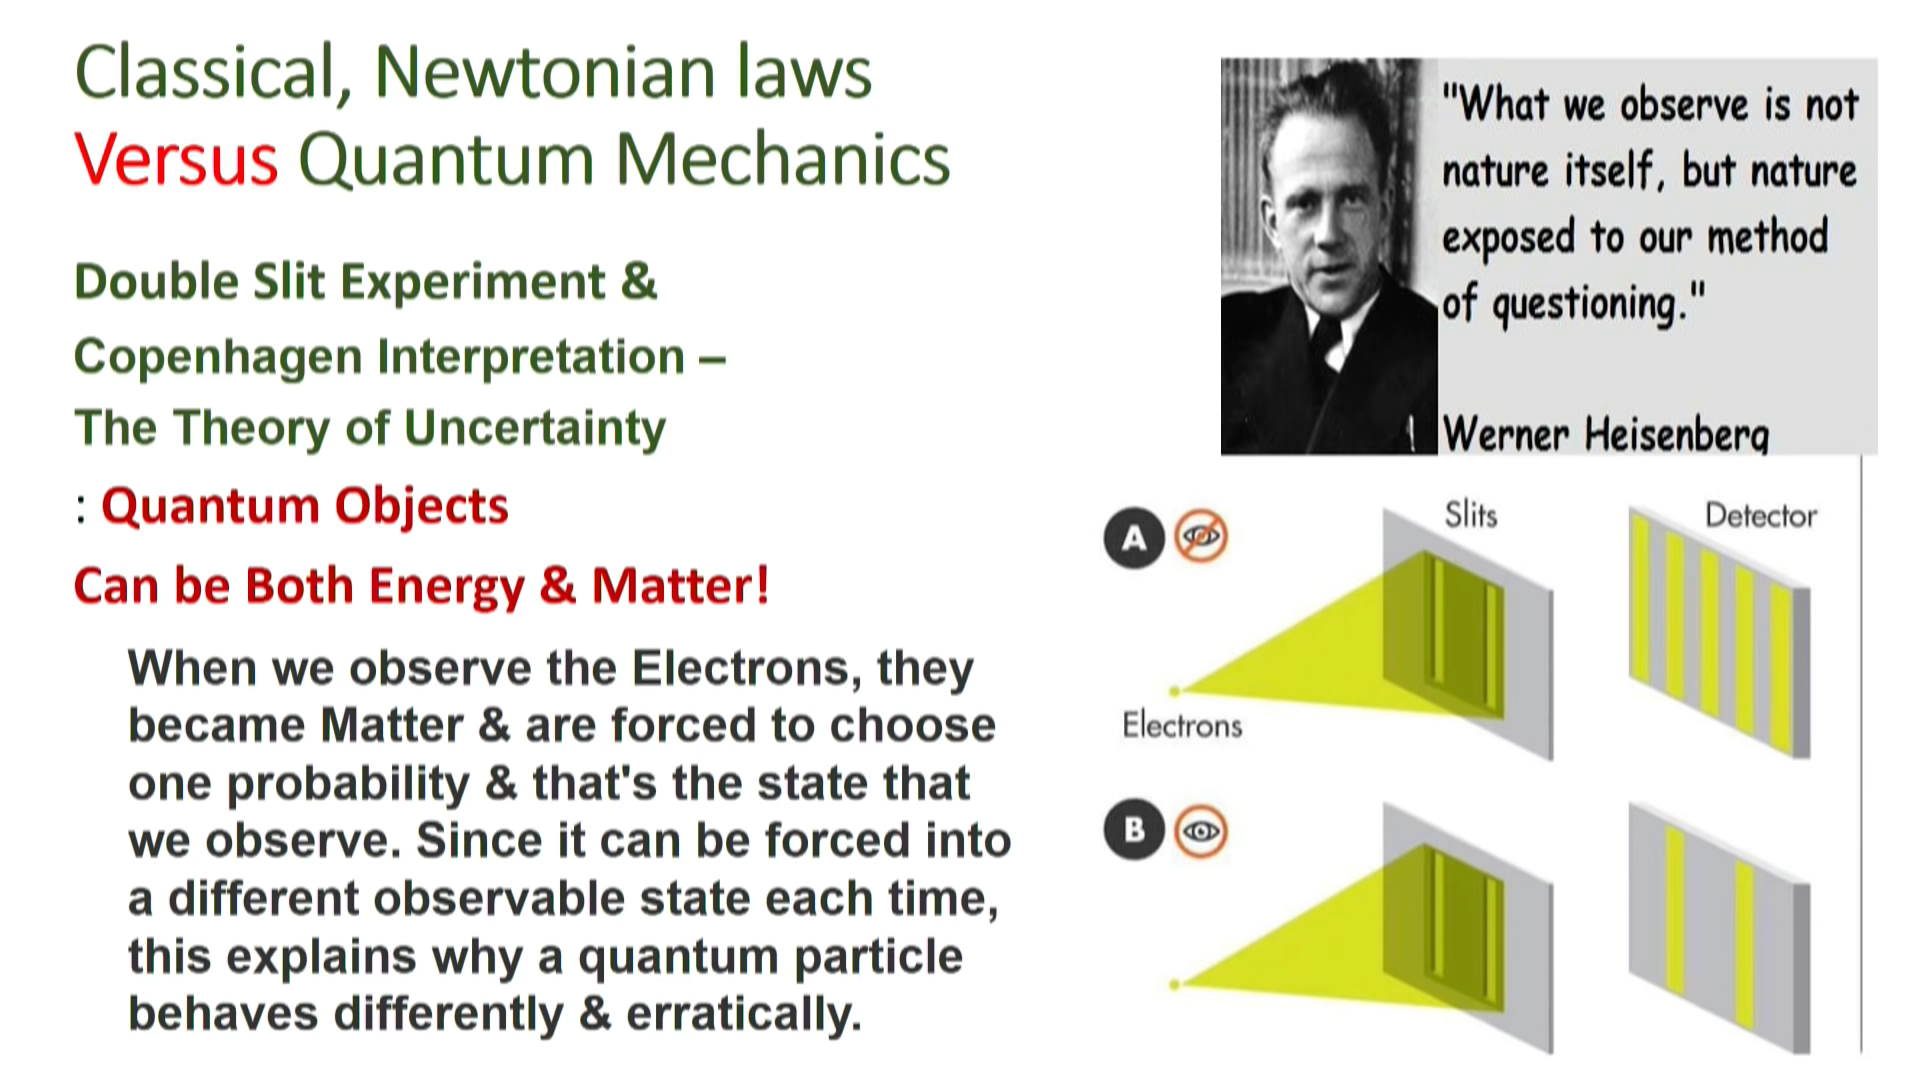 Classical, Newtonian laws
Versus Quantum Mechanics
Double Slit Experiment &
Copenhagen Interpretation –
The Theory of Uncertainty
: Quantum Objects
Can be Both Energy & Matter!
When we observe the Electrons, they
became Matter & are forced to choose
one probability & that's the state that
we observe. Since it can be forced into
a different observable state each time,
this explains why a quantum particle
behaves differently & erratically.
"What we observe is not
nature itself, but nature
exposed to our method
of questioning."
Werner Heisenberg
A
Slits
Detector
Electrons
B